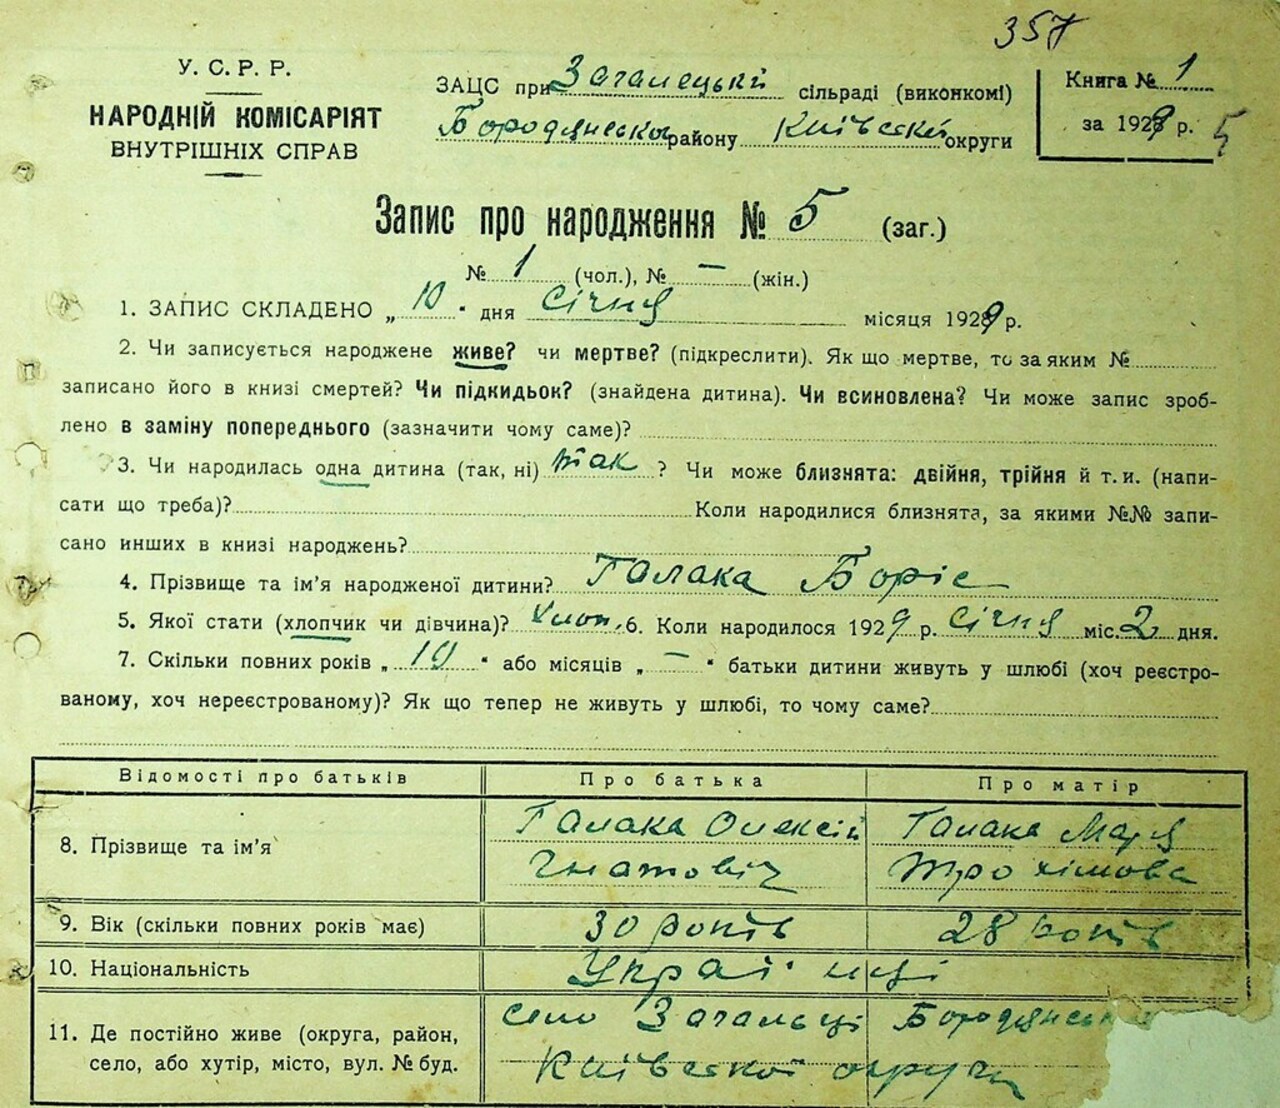 357
У. С. Р. Р.
НАРОДНІЙ КОМІСАРІЯТ
ВНУТРІШНІХ СПРАВ
ЗАЦС при Загалецькій сільраді (виконкомі)
Бородянської району Київської округи
Книга № 1
за 1929 р. 5
Запис про народження № 5 (заг.)
№ 1 (чол.), № — (жін.)
1. ЗАПИС СКЛАДЕНО „ 10 " дня Січня місяця 1929 р.
2. Чи записується народжене живе? чи мертве? (підкреслити). Як що мертве, то за яким №
записано його в книзі смертей? Чи підкидьок? (знайдена дитина). Чи всиновлена? Чи може запис зроб-
лено в заміну попереднього (зазначити чому саме)?
3. Чи народилась одна дитина (так, ні) так ? Чи може близнята: двійня, трійня й т. и. (напи-
сати що треба)? Коли народилися близнята, за якими №№ запи-
сано инших в книзі народжень?
4. Прізвище та ім'я народженої дитини? Галака Боріс
5. Якої стати (хлопчик чи дівчина)? Хлоп. 6. Коли народилося 1929 р. Січня міс. 2 дня.
7. Скільки повних років „ 10 " або місяців „ — " батьки дитини живуть у шлюбі (хоч реєстро-
ваному, хоч нереєстрованому)? Як що тепер не живуть у шлюбі, то чому саме?
Відомості про батьків Про батька Про матір
8. Прізвище та ім'я Галака Олексій Гнатовіч Галака Марія Трохімова
9. Вік (скільки повних років має) 30 років 28 років
10. Національність Украї нці
11. Де постійно живе (округа, район, село Загальці Бородянсь
село, або хутір, місто, вул. № буд. Київської округи